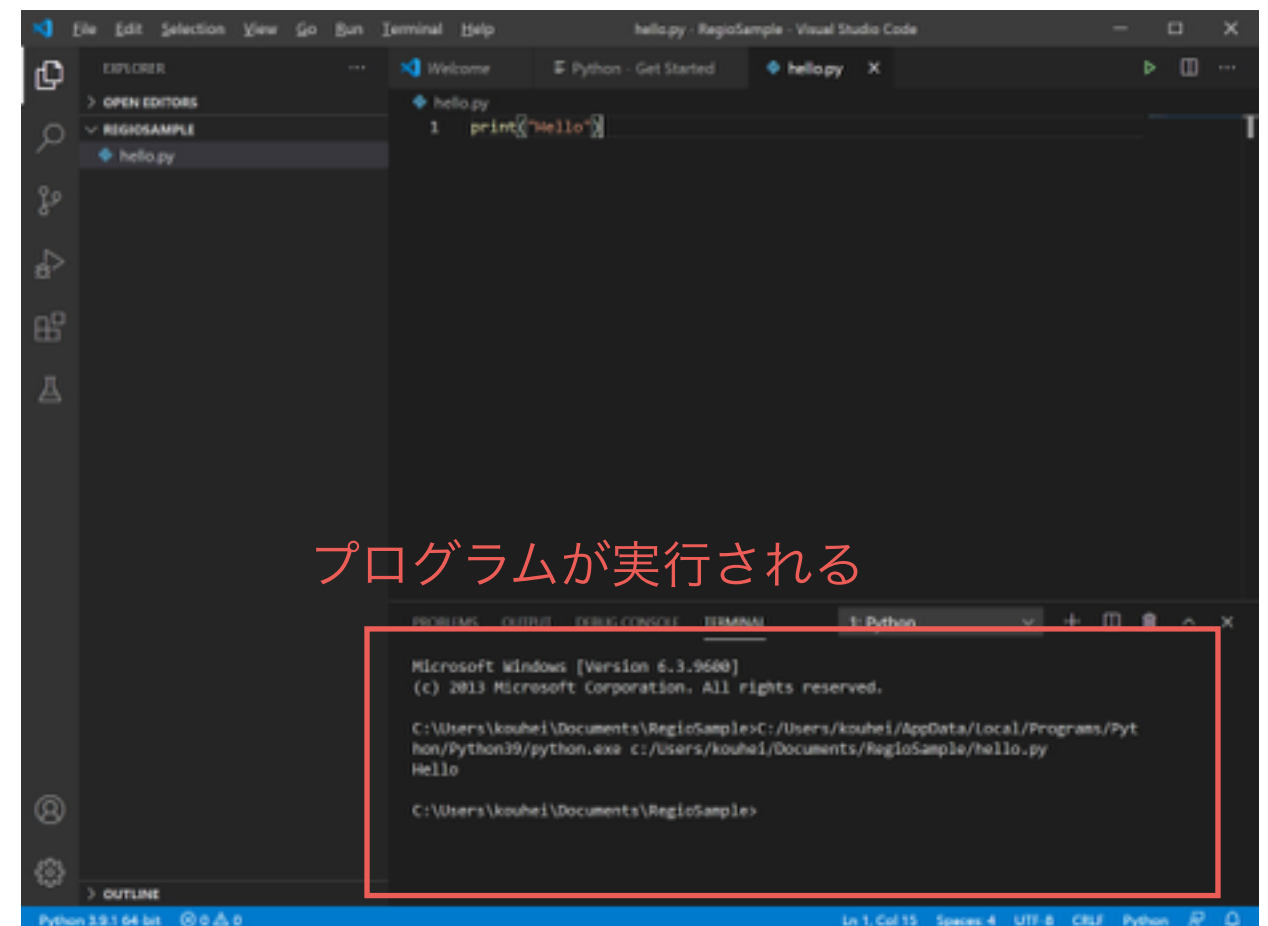 File Edit Selection View Go Run Terminal Help hello.py - RegioSample - Visual Studio Code
EXPLORER
OPEN EDITORS
REGIOSAMPLE
hello.py
Welcome Python - Get Started hello.py
hello.py
1 print("Hello")
プログラムが実行される
PROBLEMS OUTPUT DEBUG CONSOLE TERMINAL 1: Python
Microsoft Windows [Version 6.3.9600]
(c) 2013 Microsoft Corporation. All rights reserved.
C:\Users\kouhei\Documents\RegioSample>C:/Users/kouhei/AppData/Local/Programs/Pyt
hon/Python39/python.exe c:/Users/kouhei/Documents/RegioSample/hello.py
Hello
C:\Users\kouhei\Documents\RegioSample>
OUTLINE
Python 3.9.1 64-bit 0 0 Ln 1, Col 15 Spaces: 4 UTF-8 CRLF Python